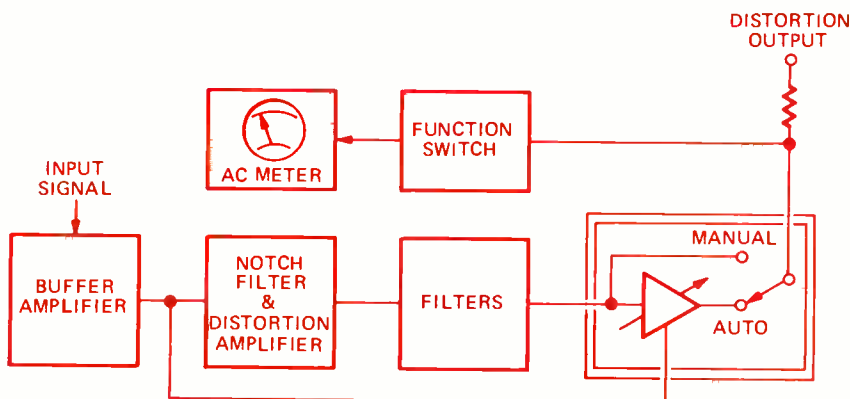 DISTORTION
OUTPUT
FUNCTION
SWITCH
AC METER
INPUT
SIGNAL
MANUAL
BUFFER
AMPLIFIER
NOTCH
FILTER
&
DISTORTION
AMPLIFIER
FILTERS
AUTO